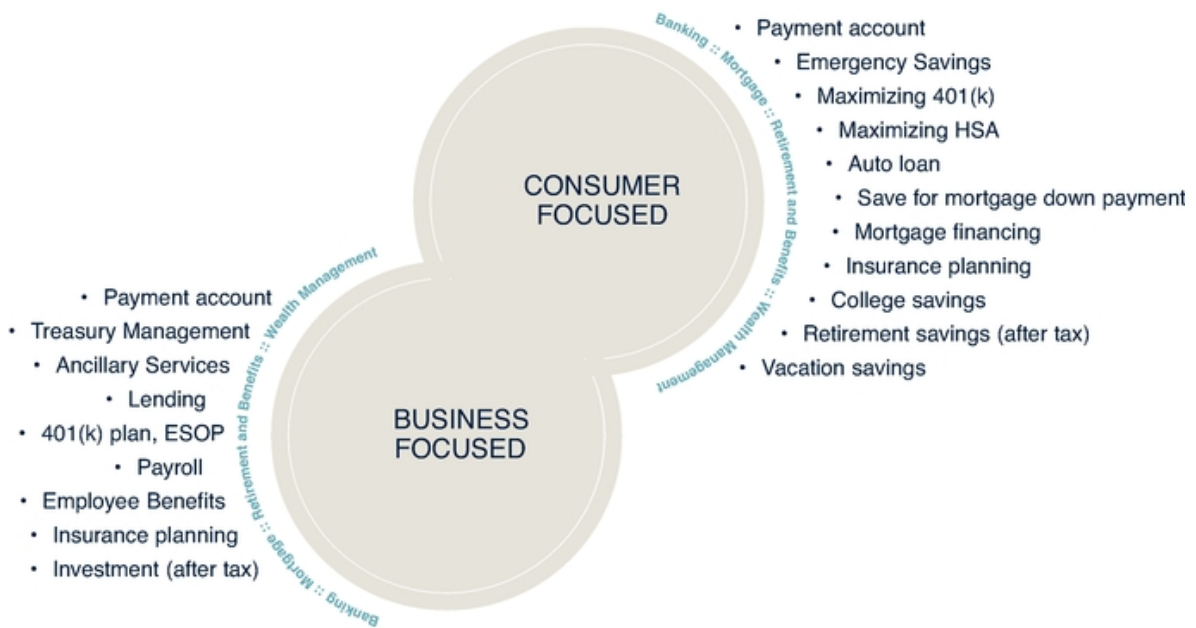 Banking :: Mortgage :: Retirement and Benefits :: Wealth Management
• Payment account
• Emergency Savings
• Maximizing 401(k)
• Maximizing HSA
• Auto loan
• Save for mortgage down payment
• Mortgage financing
• Insurance planning
• College savings
• Retirement savings (after tax)
• Vacation savings
CONSUMER
FOCUSED
Banking :: Mortgage :: Retirement and Benefits :: Wealth Management
• Payment account
• Treasury Management
• Ancillary Services
• Lending
• 401(k) plan, ESOP
• Payroll
• Employee Benefits
• Insurance planning
• Investment (after tax)
BUSINESS
FOCUSED